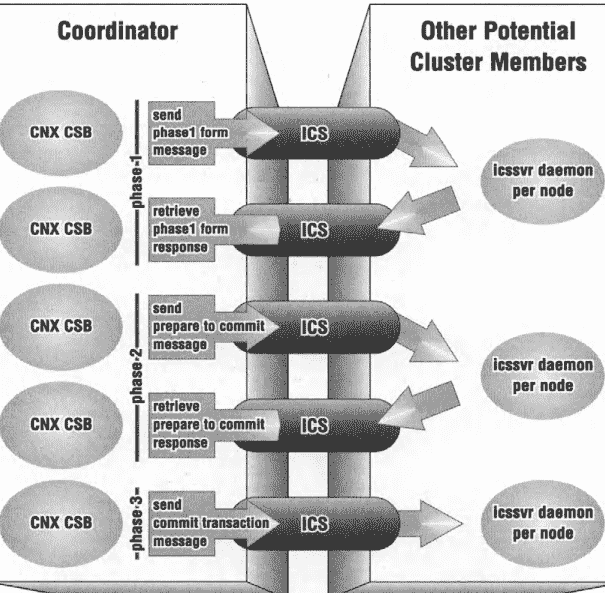 Coordinator
Other Potential
Cluster Members
phase-1
CNX CSB
send
phase1 form
message
ICS
icssvr daemon
per node
CNX CSB
retrieve
phase1 form
response
ICS
phase-2
CNX CSB
send
prepare to commit
message
ICS
icssvr daemon
per node
CNX CSB
retrieve
prepare to commit
response
ICS
phase-3
CNX CSB
send
commit transaction
message
ICS
icssvr daemon
per node